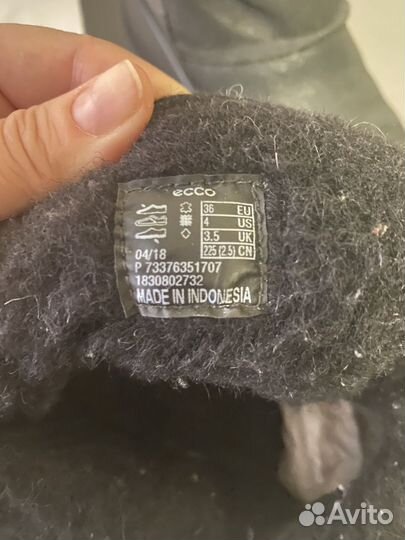 ecco
36 EU
4 US
3.5 UK
225 (2.5) CN
04/18
P 73376351707
1830802732
MADE IN INDONESIA
Avito